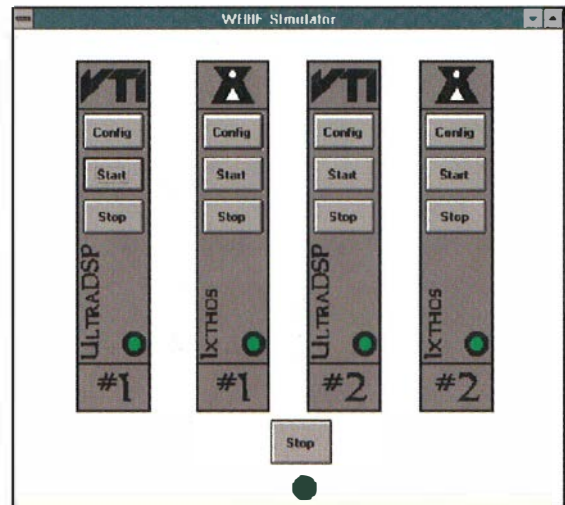 Simulator
VTI
Config
Start
Stop
ULTRADSP
#1
Config
Start
Stop
IXTHOS
#1
VTI
Config
Start
Stop
ULTRADSP
#2
Config
Start
Stop
IXTHOS
#2
Stop